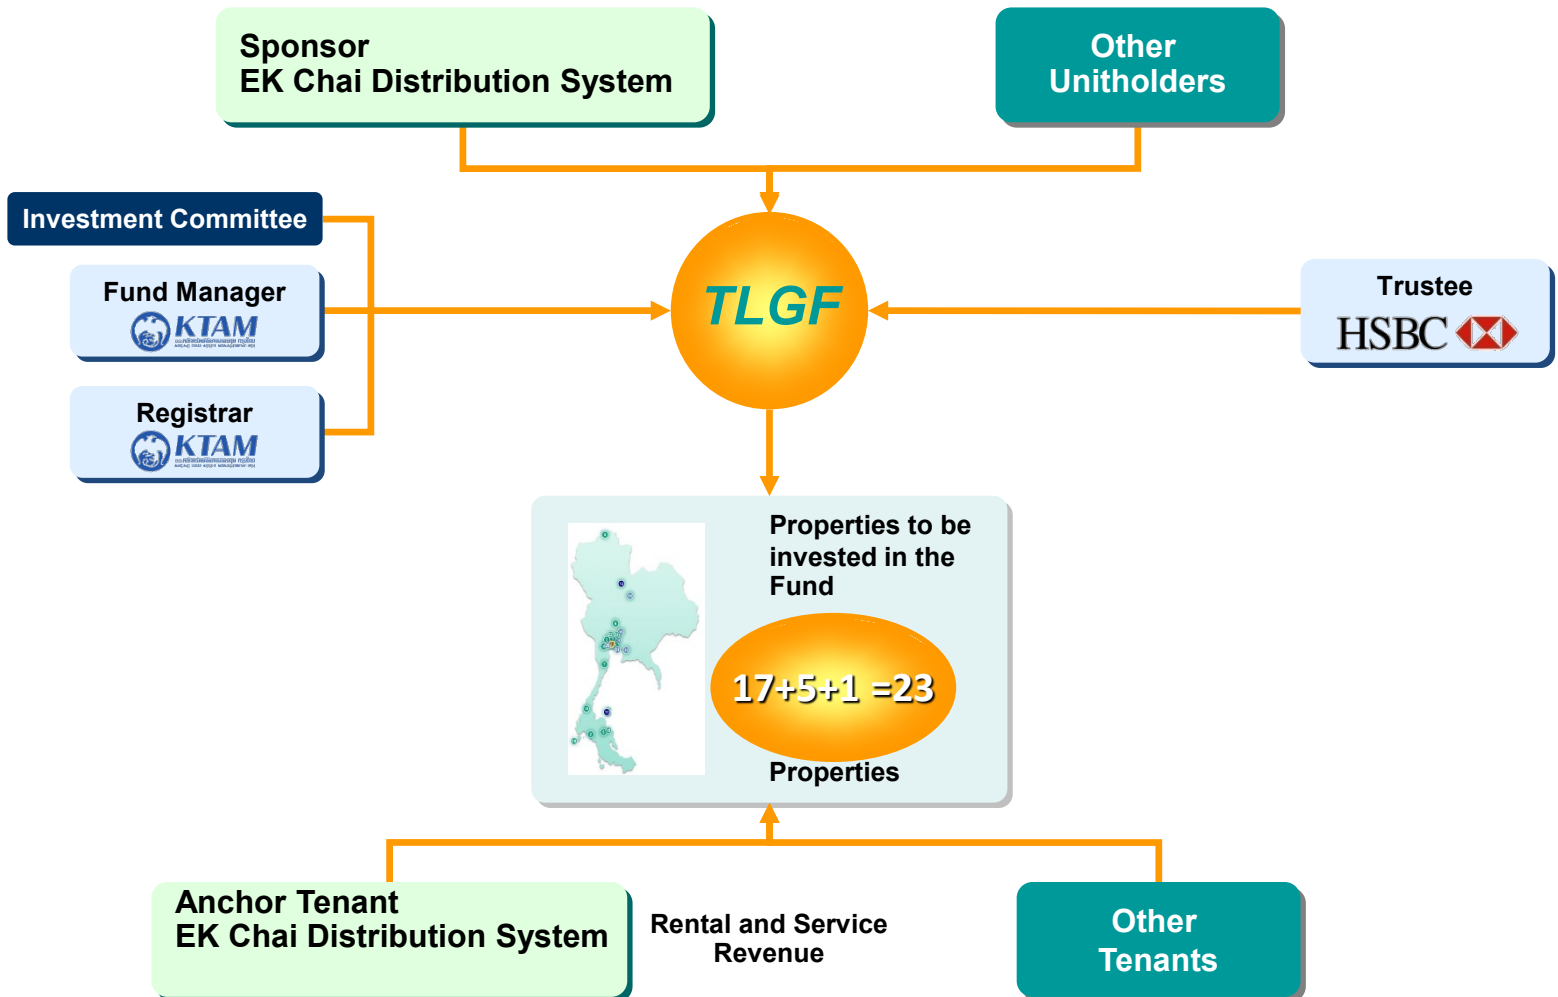 Sponsor
EK Chai Distribution System
Other
Unitholders
Investment Committee
Fund Manager
KTAM
Registrar
KTAM
TLGF
Trustee
HSBC
Properties to be
invested in the
Fund
17+5+1 =23
Properties
Anchor Tenant
EK Chai Distribution System
Rental and Service
Revenue
Other
Tenants